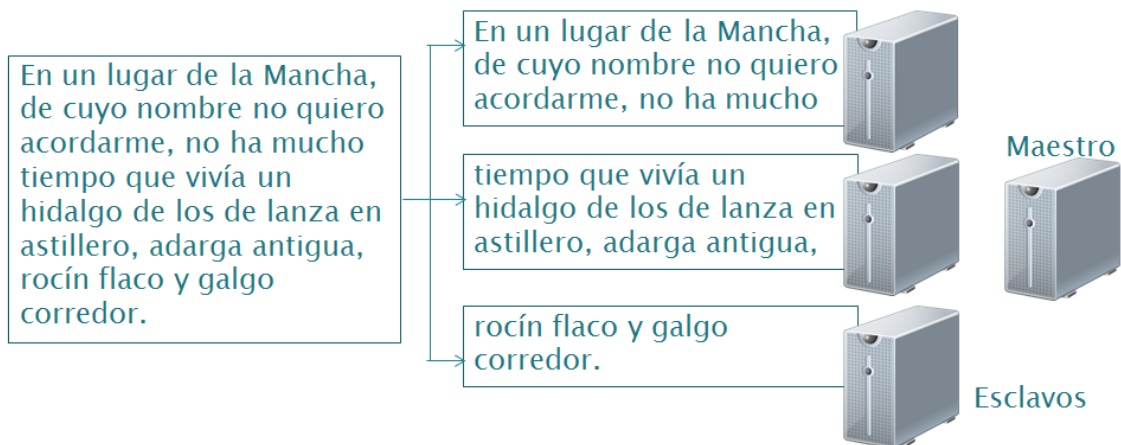 En un lugar de la Mancha,
de cuyo nombre no quiero
acordarme, no ha mucho
tiempo que vivía un
hidalgo de los de lanza en
astillero, adarga antigua,
rocín flaco y galgo
corredor.
En un lugar de la Mancha,
de cuyo nombre no quiero
acordarme, no ha mucho
tiempo que vivía un
hidalgo de los de lanza en
astillero, adarga antigua,
rocín flaco y galgo
corredor.
Maestro
Esclavos